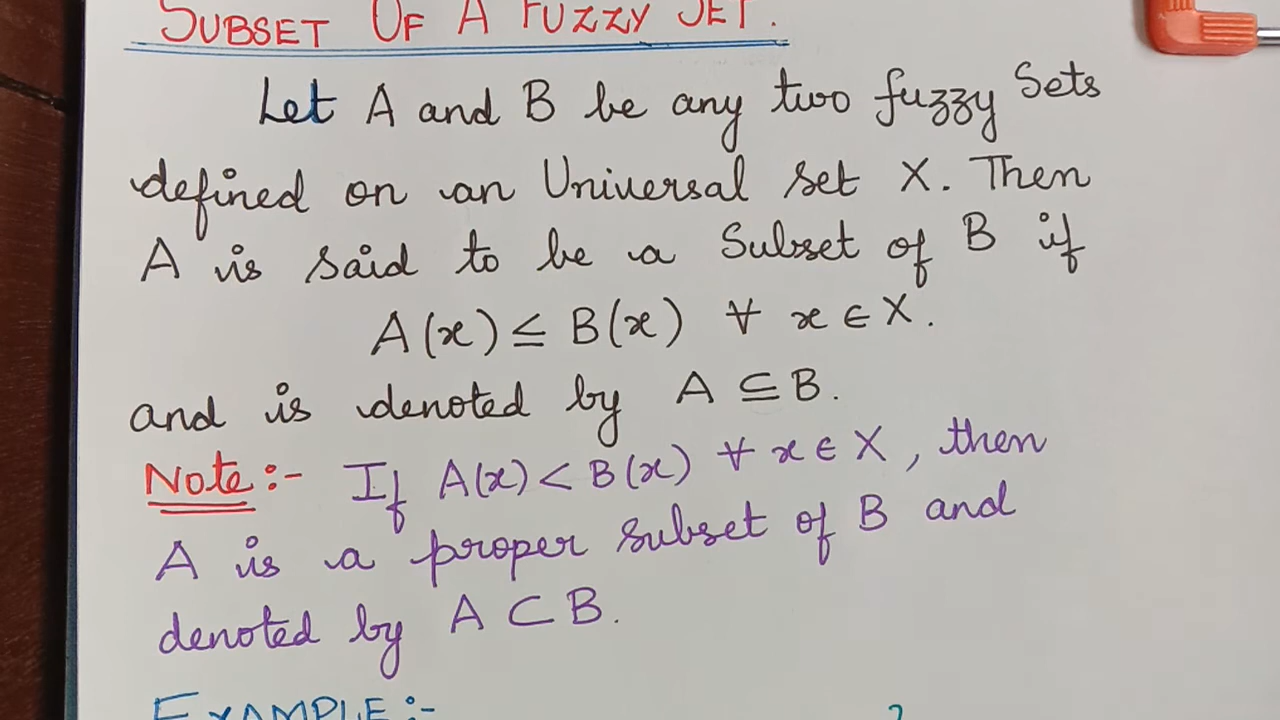 SUBSET OF A FUZZY SET.
Let A and B be any two fuzzy Sets
defined on an Universal set X. Then
A is said to be a Subset of B if
A(x) ≤ B(x) ∀ x ∈ X.
and is denoted by A ⊆ B.
Note:- If A(x) < B(x) ∀ x ∈ X, then
A is a proper subset of B and
denoted by A ⊂ B.
EXAMPLE:-